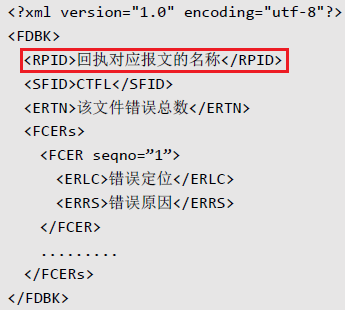 <?xml version="1.0" encoding="utf-8"?>
<FDBK>
<RPID>回执对应报文的名称</RPID>
<SFID>CTFL</SFID>
<ERTN>该文件错误总数</ERTN>
<FCERs>
<FCER seqno=”1”>
<ERLC>错误定位</ERLC>
<ERRS>错误原因</ERRS>
</FCER>
.........
</FCERs>
</FDBK>